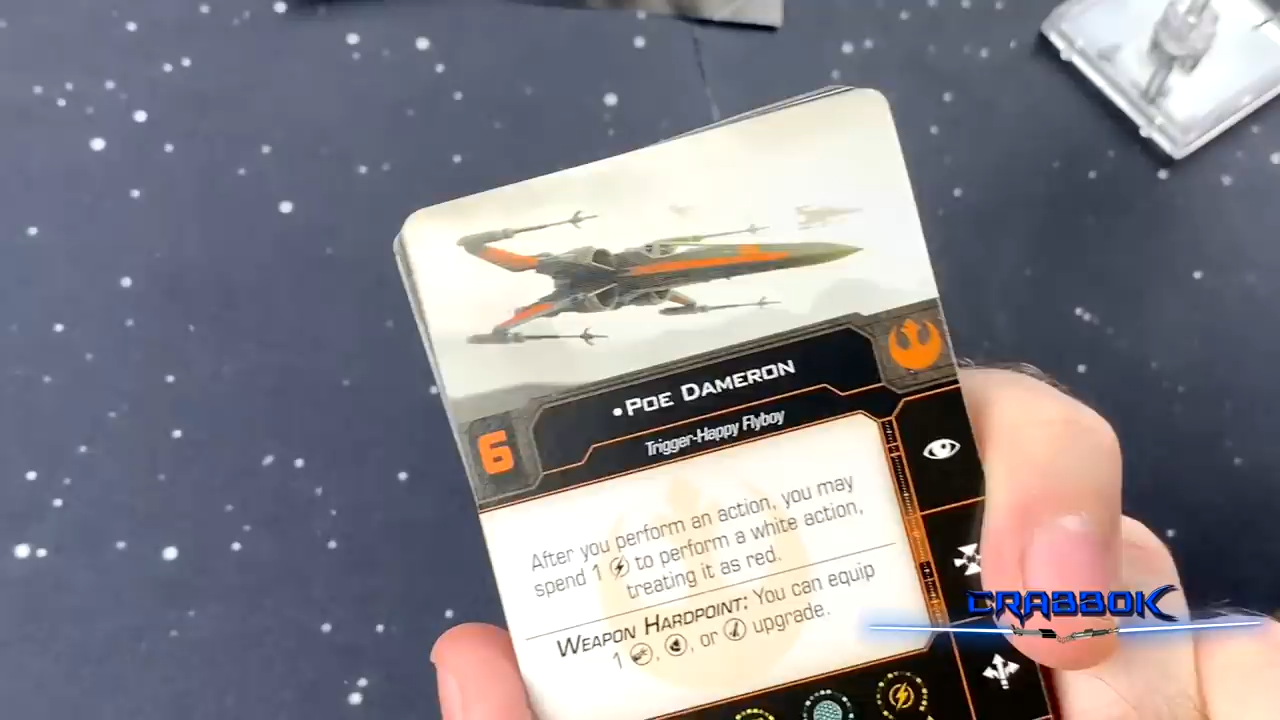 •Poe Dameron
6
Trigger-Happy Flyboy
After you perform an action, you may
spend 1 to perform a white action,
treating it as red.
Weapon Hardpoint: You can equip
1 , , or upgrade.
CRABBOK